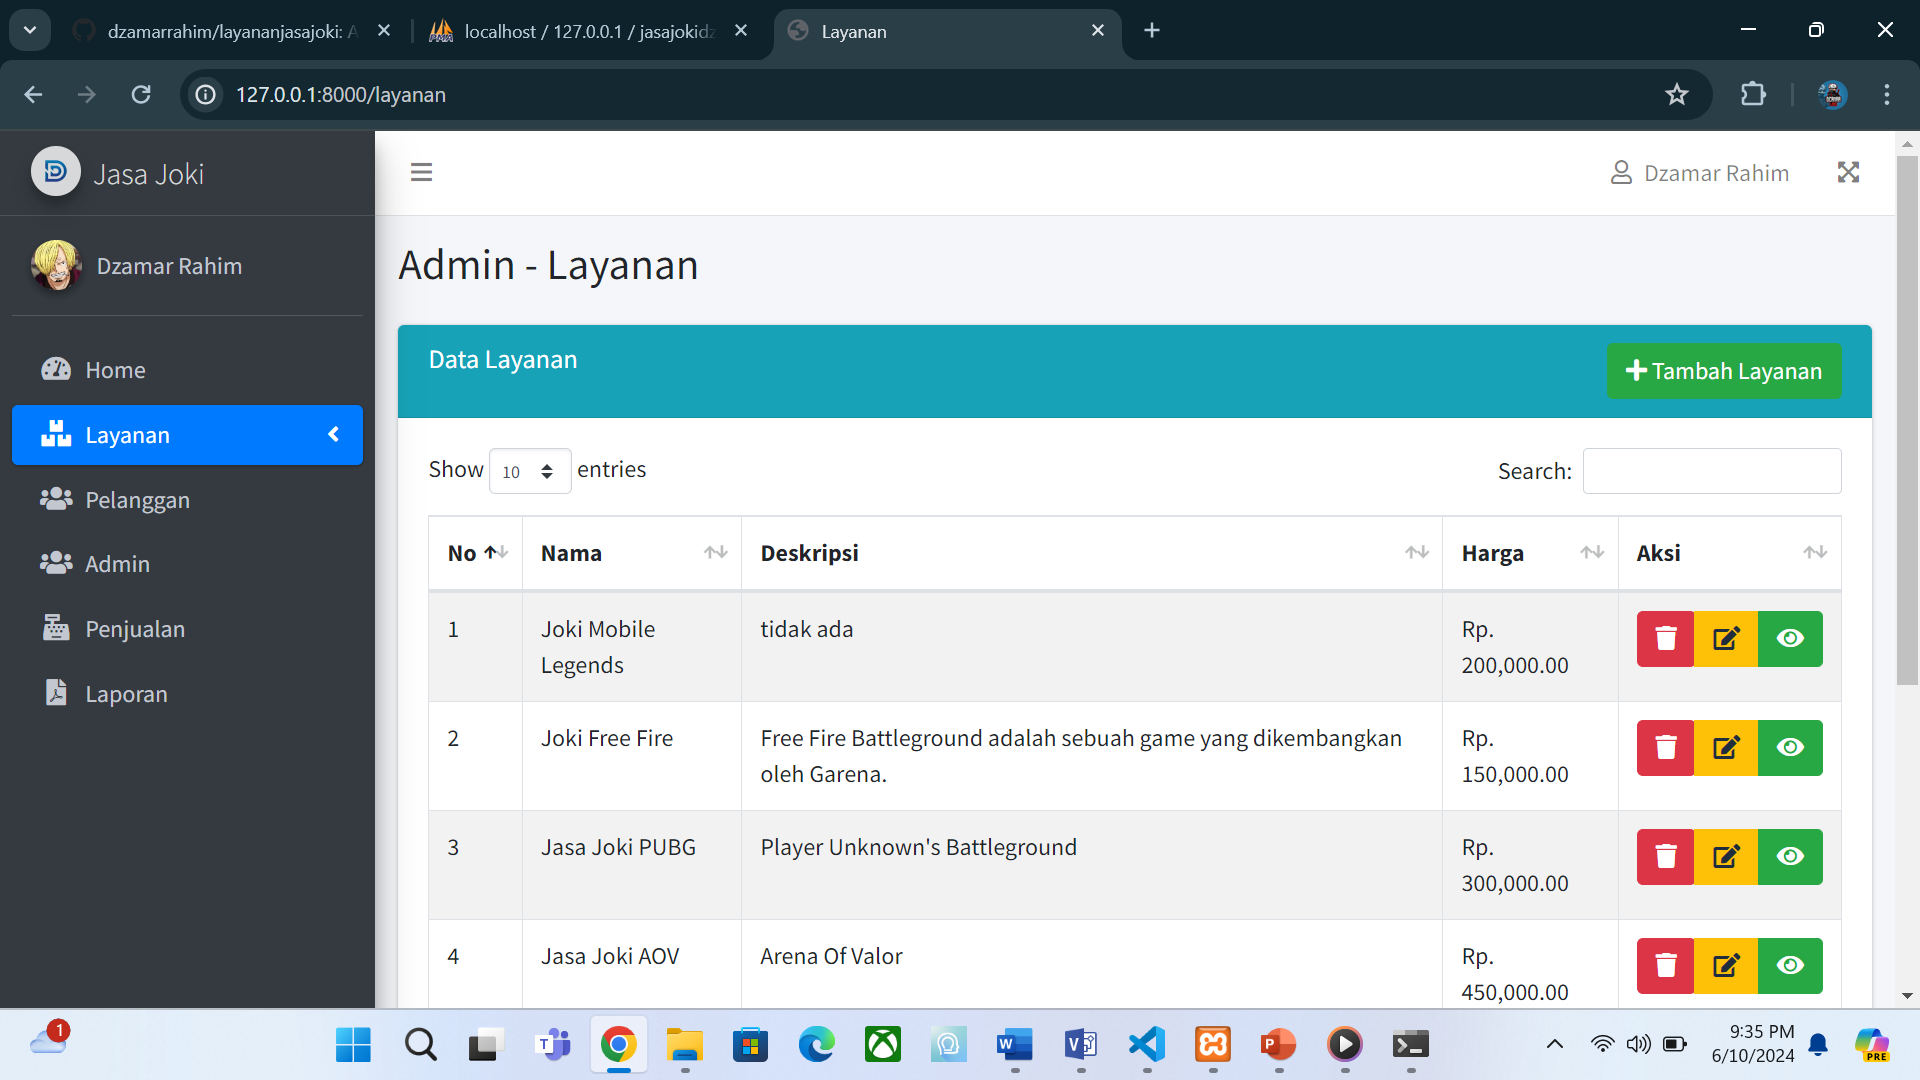 dzamarrahim/layananjasajoki: A
localhost / 127.0.0.1 / jasajokidz
Layanan
127.0.0.1:8000/layanan
Jasa Joki
Dzamar Rahim
Dzamar Rahim
Admin - Layanan
Home
Layanan
Pelanggan
Admin
Penjualan
Laporan
Data Layanan
Tambah Layanan
Show 10 entries
Search:
No Nama Deskripsi Harga Aksi
1 Joki Mobile tidak ada Rp.
Legends 200,000.00
2 Joki Free Fire Free Fire Battleground adalah sebuah game yang dikembangkan Rp.
oleh Garena. 150,000.00
3 Jasa Joki PUBG Player Unknown's Battleground Rp.
300,000.00
4 Jasa Joki AOV Arena Of Valor Rp.
450,000.00
1
9:35 PM
6/10/2024
PRE